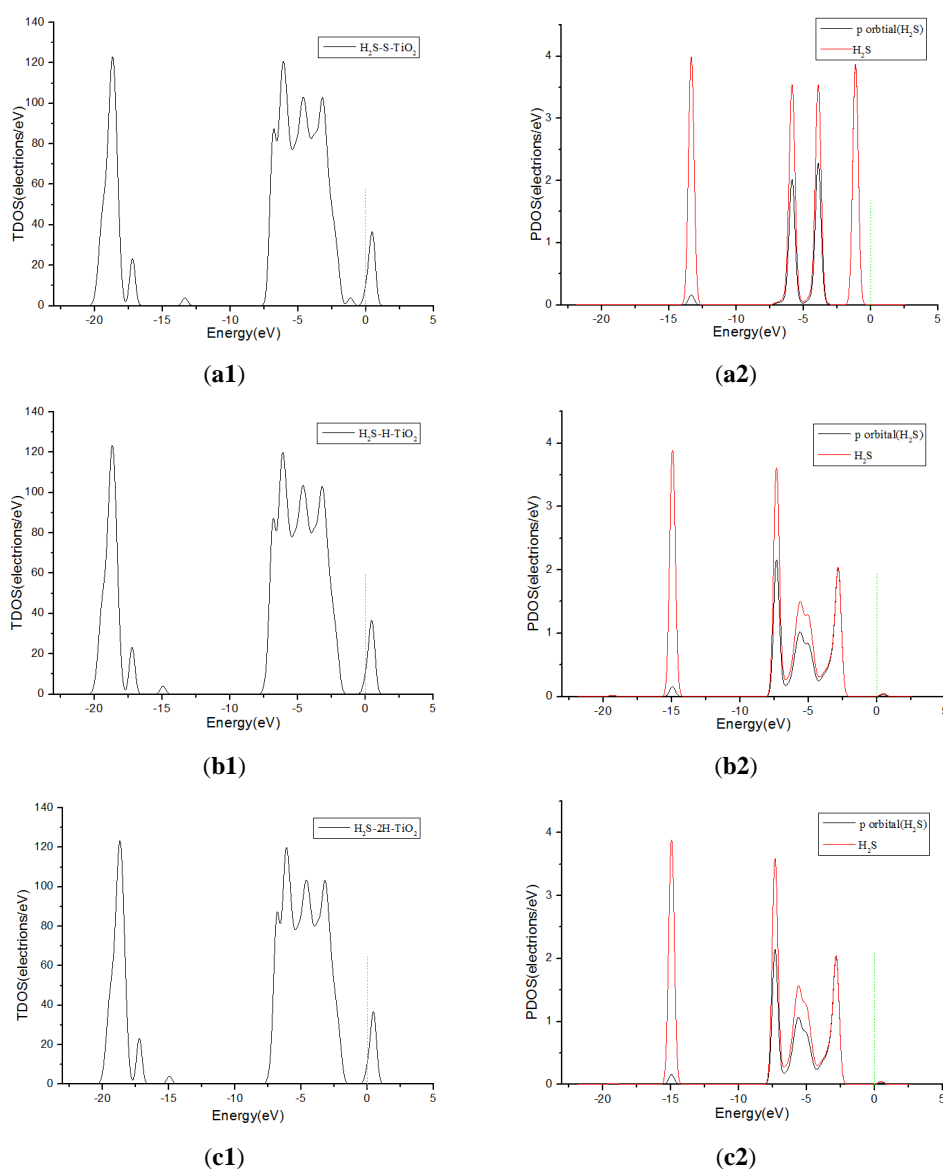 140
120
100
80
60
40
20
0
TDOS(electrions/eV)
H₂S-S-TiO₂
-20 -15 -10 -5 0 5
Energy(eV)
(a1)
4
3
2
1
0
PDOS(electrions/eV)
p orbtial(H₂S)
H₂S
-20 -15 -10 -5 0 5
Energy(eV)
(a2)
140
120
100
80
60
40
20
0
TDOS(electrions/eV)
H₂S-H-TiO₂
-20 -15 -10 -5 0 5
Energy(eV)
(b1)
4
3
2
1
0
PDOS(electrions/eV)
p orbital(H₂S)
H₂S
-20 -15 -10 -5 0 5
Energy(eV)
(b2)
140
120
100
80
60
40
20
0
TDOS(electrions/eV)
H₂S-2H-TiO₂
-20 -15 -10 -5 0 5
Energy(eV)
(c1)
4
3
2
1
0
PDOS(electrions/eV)
p orbital(H₂S)
H₂S
-20 -15 -10 -5 0 5
Energy(eV)
(c2)